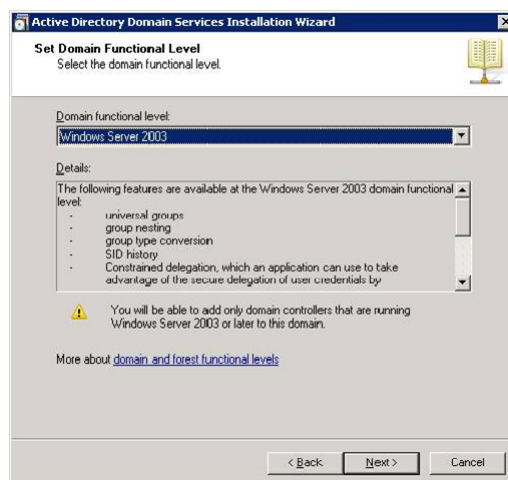 Active Directory Domain Services Installation Wizard
Set Domain Functional Level
Select the domain functional level.
Domain functional level:
Windows Server 2003
Details:
The following features are available at the Windows Server 2003 domain functional
level:
- universal groups
- group nesting
- group type conversion
- SID history
- Constrained delegation, which an application can use to take
advantage of the secure delegation of user credentials by
You will be able to add only domain controllers that are running
Windows Server 2003 or later to this domain.
More about domain and forest functional levels
< Back
Next >
Cancel